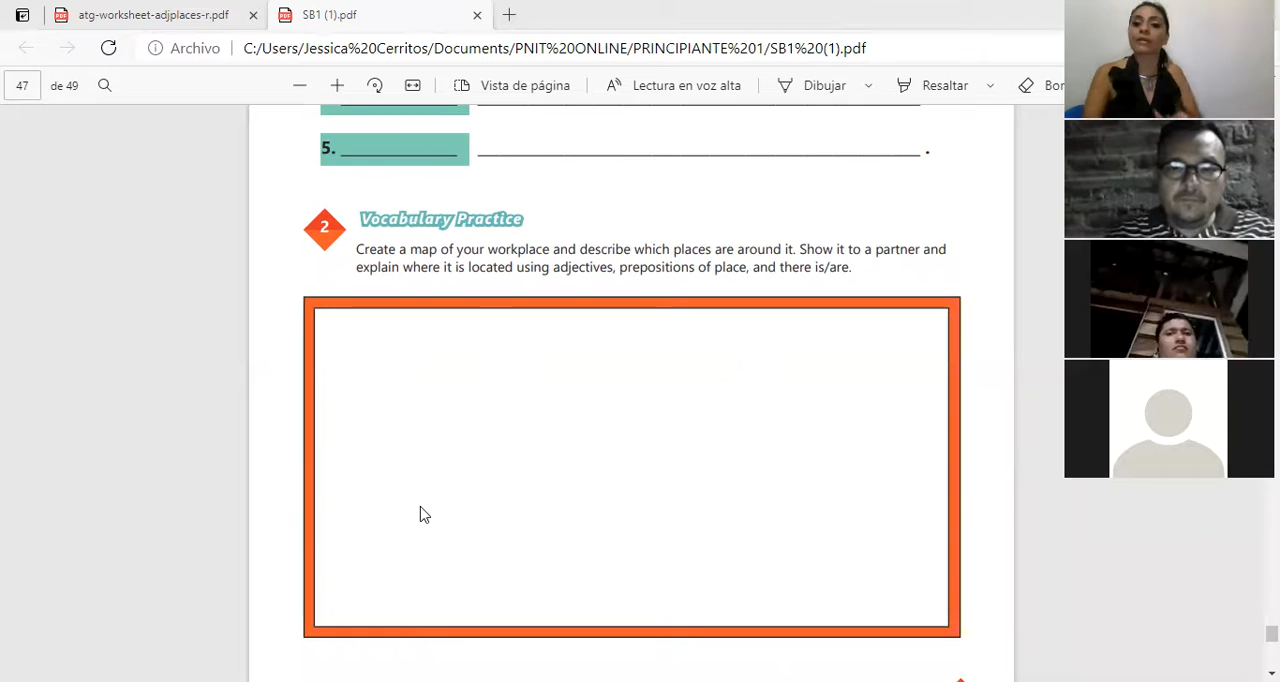 atg-worksheet-adjplaces-r.pdf
SB1 (1).pdf
Archivo
C:/Users/Jessica%20Cerritos/Documents/PNIT%20ONLINE/PRINCIPIANTE%201/SB1%20(1).pdf
47 de 49
Vista de página
Lectura en voz alta
Dibujar
Resaltar
5.
2
Vocabulary Practice
Create a map of your workplace and describe which places are around it. Show it to a partner and
explain where it is located using adjectives, prepositions of place, and there is/are.